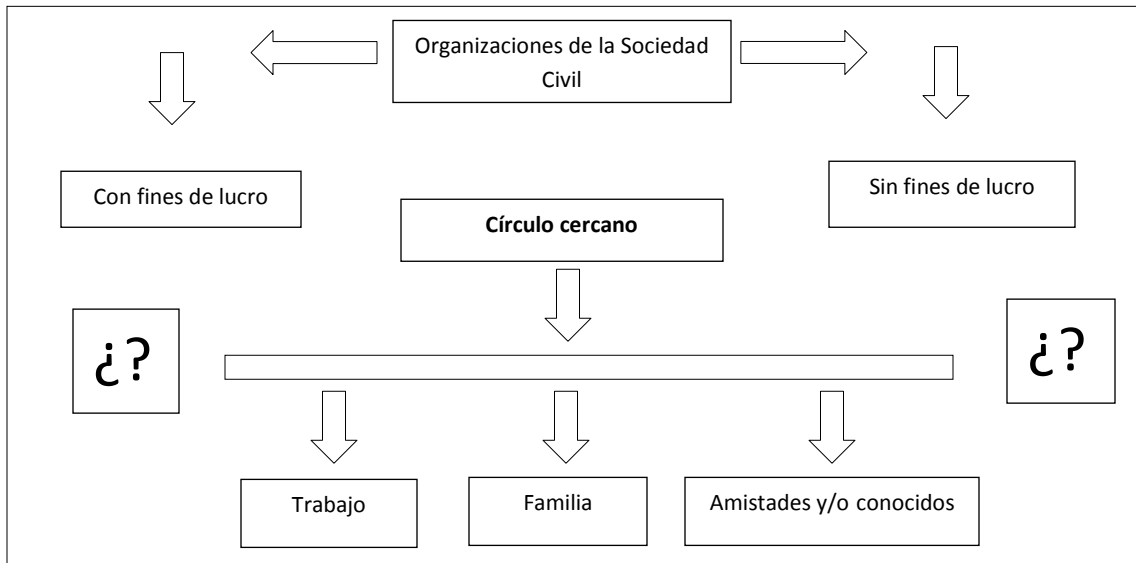 Organizaciones de la Sociedad
Civil
Con fines de lucro
Sin fines de lucro
Círculo cercano
¿?
¿?
Trabajo
Familia
Amistades y/o conocidos